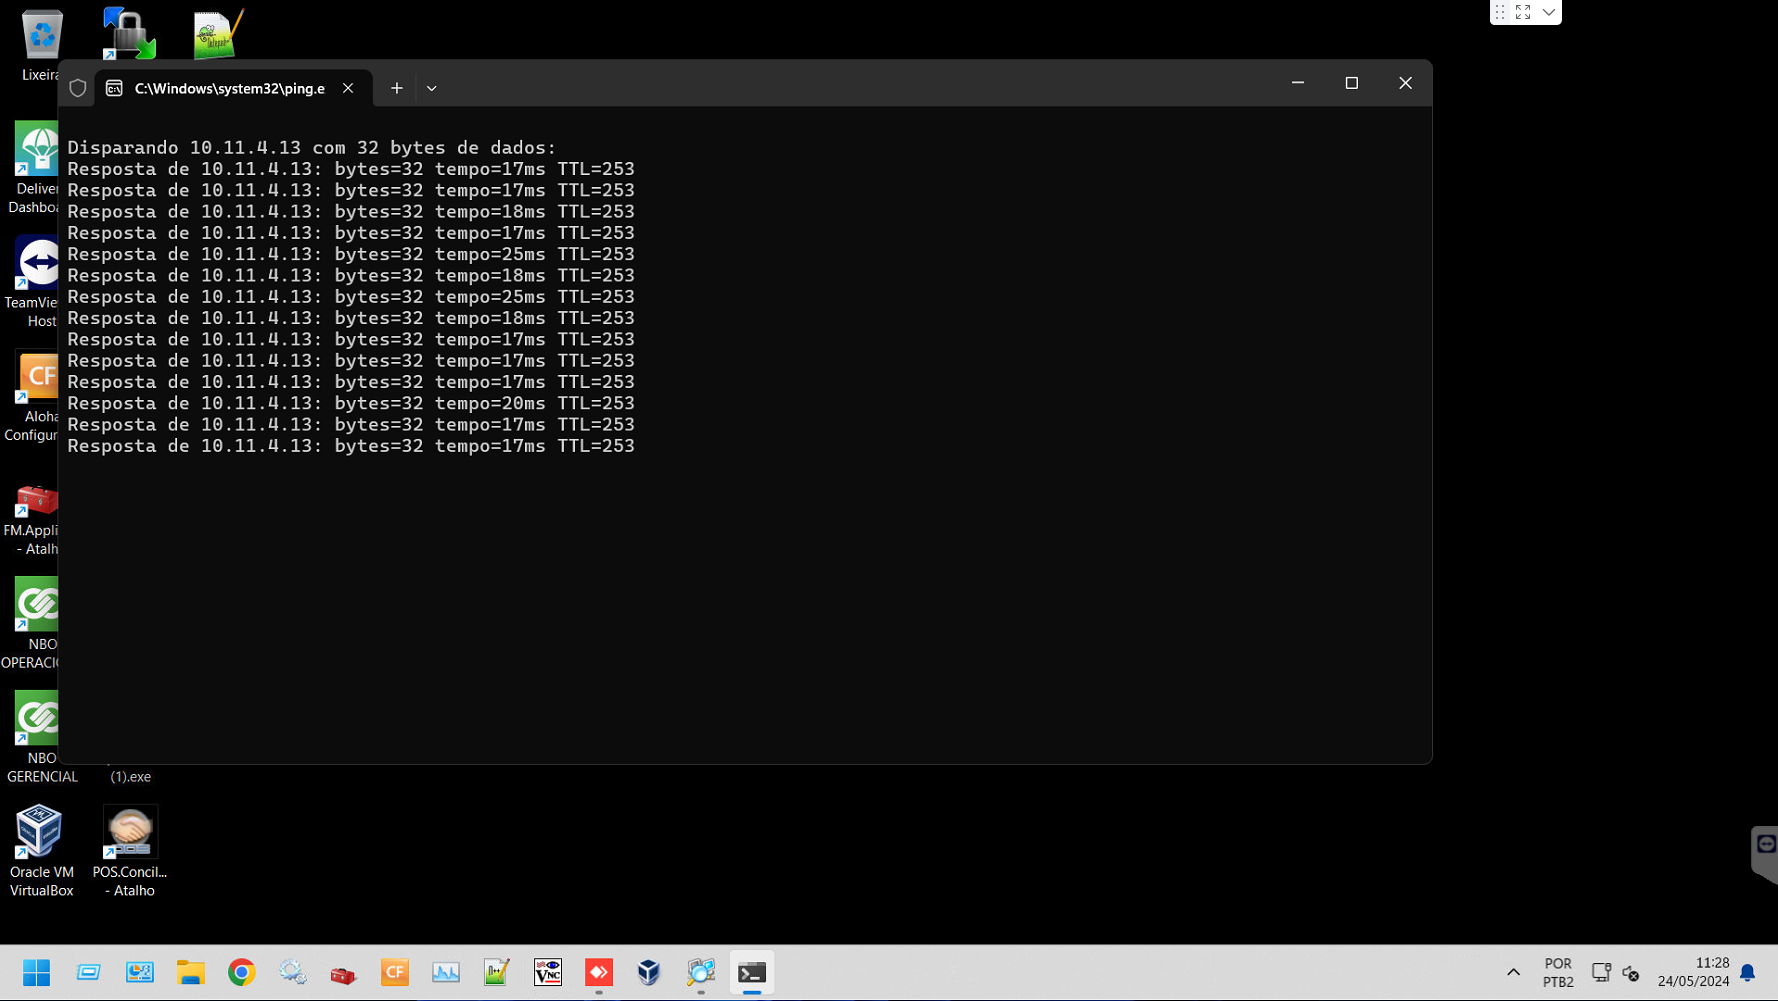 Lixeira
C:\Windows\system32\ping.e
Disparando 10.11.4.13 com 32 bytes de dados:
Resposta de 10.11.4.13: bytes=32 tempo=17ms TTL=253
Resposta de 10.11.4.13: bytes=32 tempo=17ms TTL=253
Resposta de 10.11.4.13: bytes=32 tempo=18ms TTL=253
Resposta de 10.11.4.13: bytes=32 tempo=17ms TTL=253
Resposta de 10.11.4.13: bytes=32 tempo=25ms TTL=253
Resposta de 10.11.4.13: bytes=32 tempo=18ms TTL=253
Resposta de 10.11.4.13: bytes=32 tempo=25ms TTL=253
Resposta de 10.11.4.13: bytes=32 tempo=18ms TTL=253
Resposta de 10.11.4.13: bytes=32 tempo=17ms TTL=253
Resposta de 10.11.4.13: bytes=32 tempo=17ms TTL=253
Resposta de 10.11.4.13: bytes=32 tempo=17ms TTL=253
Resposta de 10.11.4.13: bytes=32 tempo=20ms TTL=253
Resposta de 10.11.4.13: bytes=32 tempo=17ms TTL=253
Resposta de 10.11.4.13: bytes=32 tempo=17ms TTL=253
Deliver
Dashboa
TeamVie
Host
CF
Aloha
Configur
FM.Appli
- Atalh
NBO
OPERACI
NBO
GERENCIAL
(1).exe
Oracle VM
VirtualBox
POS.Concil...
- Atalho
CF
VNC
POR
PTB2
11:28
24/05/2024